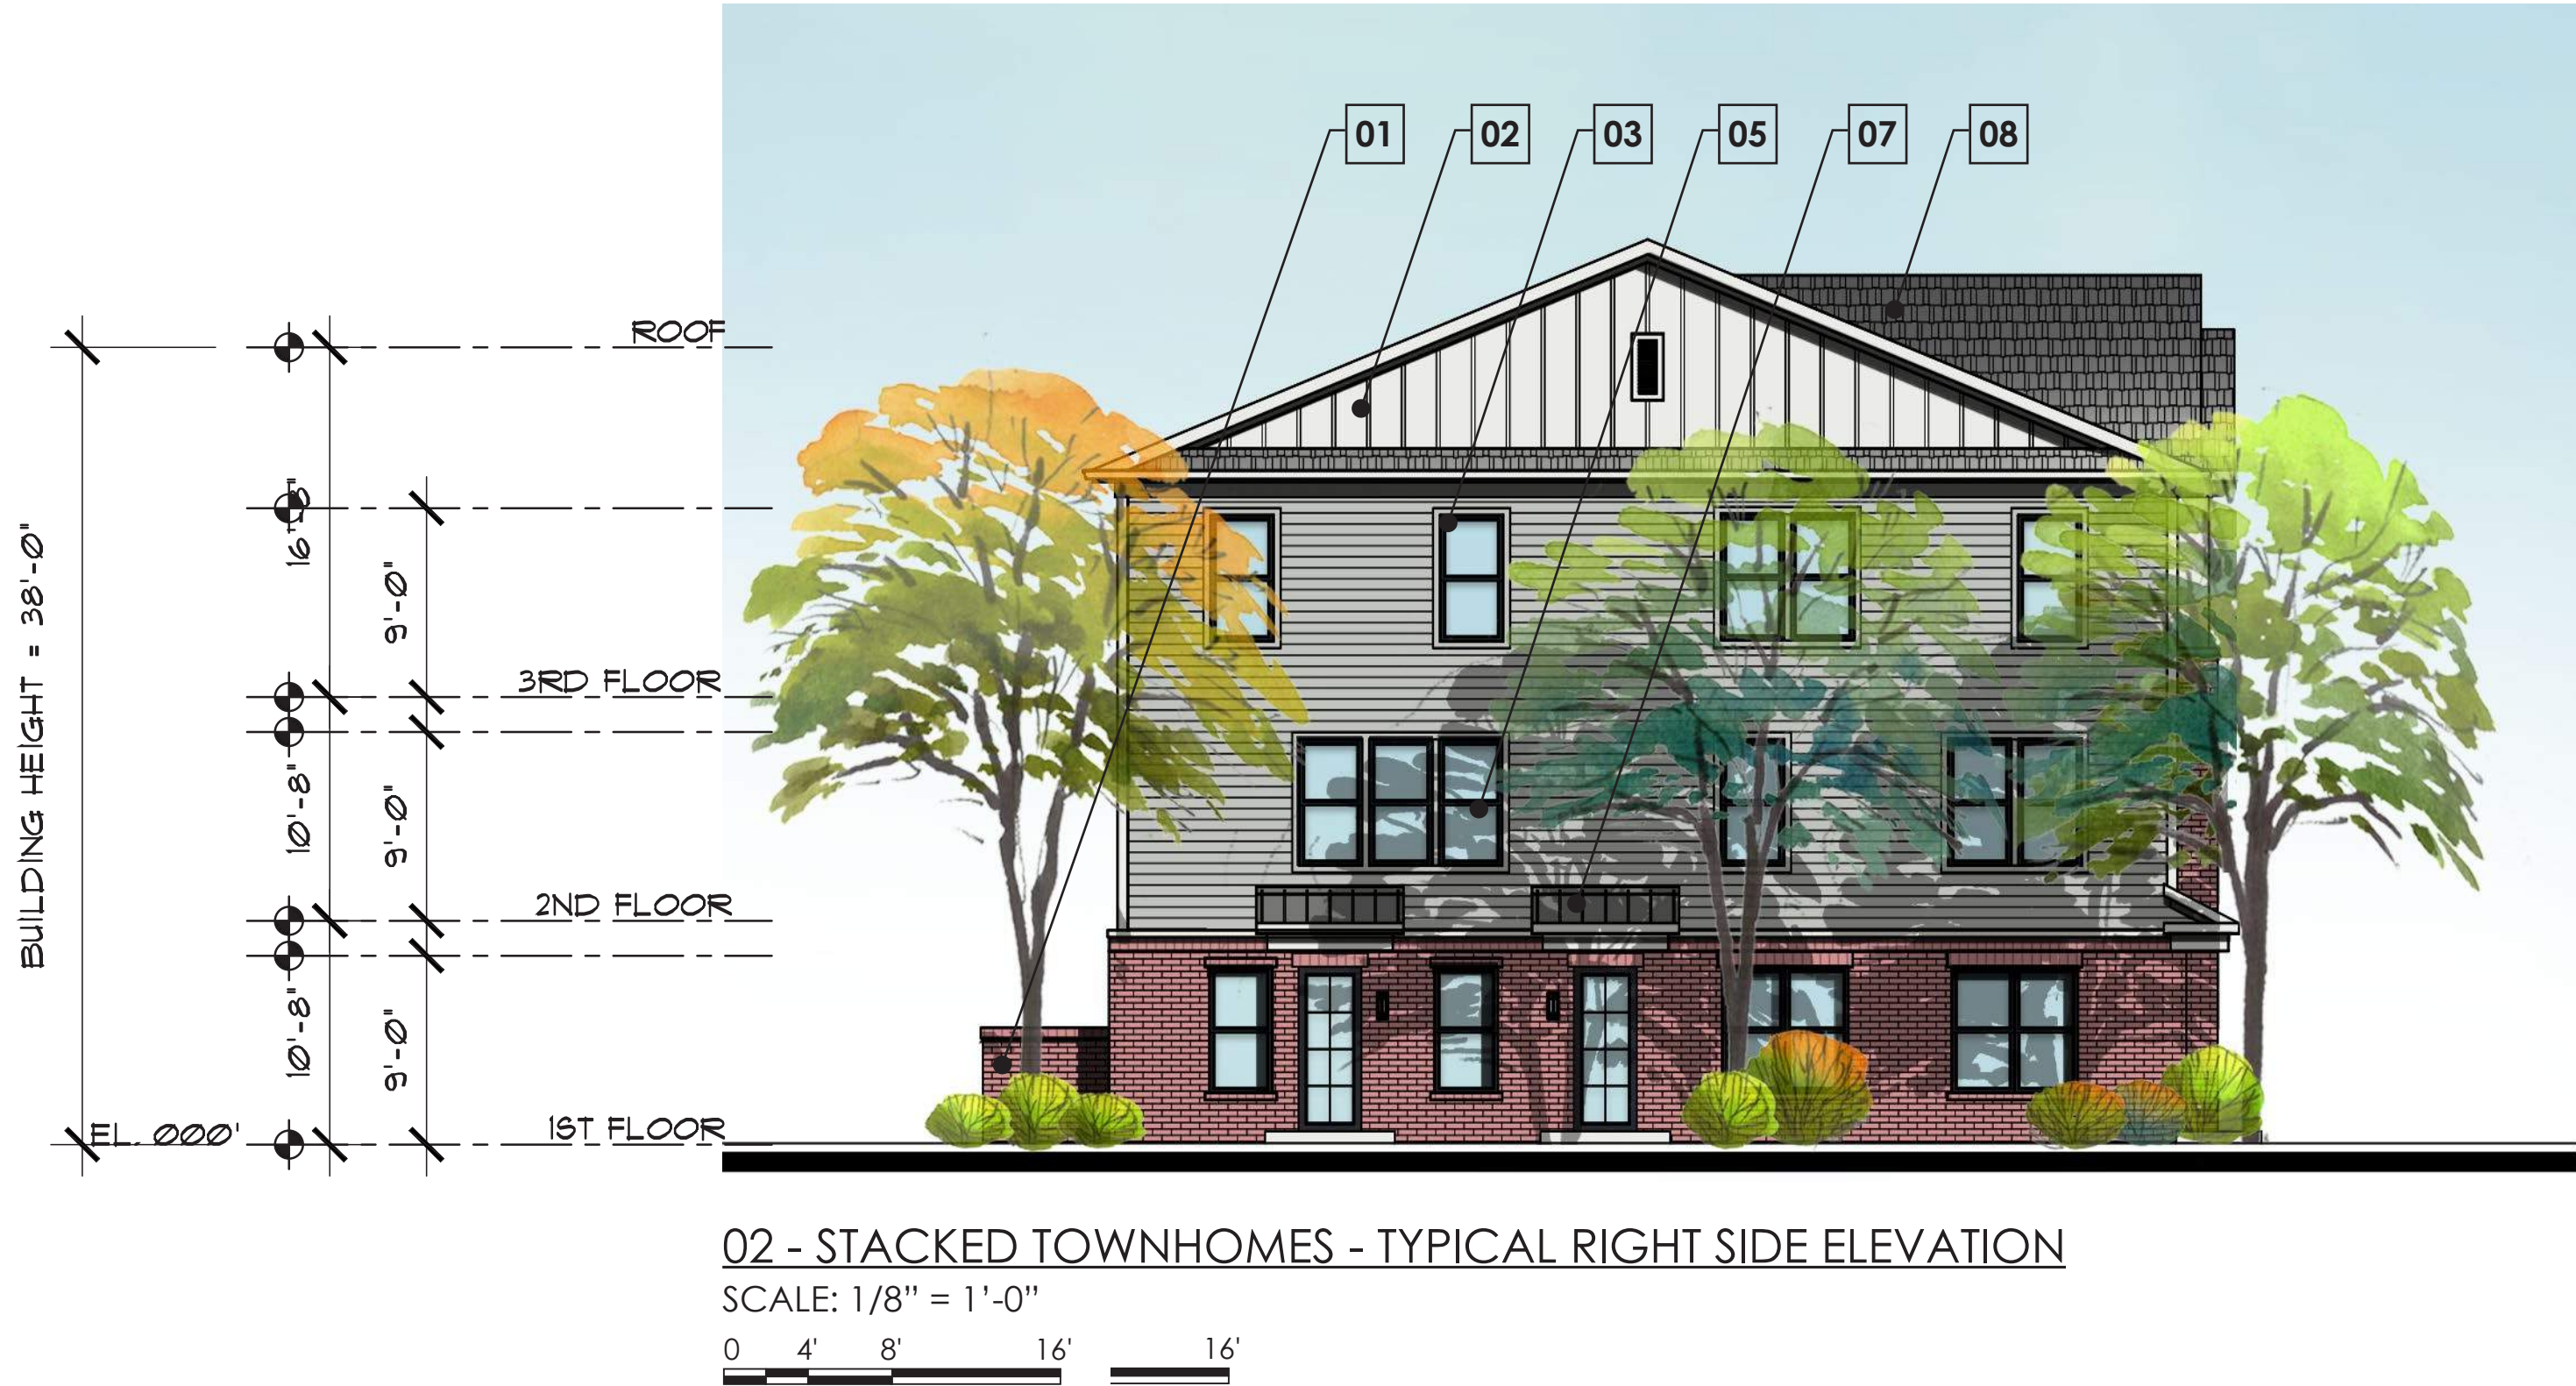 01 02 03 05 07 08
ROOF
16'-8"
9'-0"
BUILDING HEIGHT = 38'-0"
3RD FLOOR
10'-8"
9'-0"
2ND FLOOR
10'-8"
9'-0"
EL. 000'
1ST FLOOR
02 - STACKED TOWNHOMES - TYPICAL RIGHT SIDE ELEVATION
SCALE: 1/8" = 1'-0"
0 4' 8' 16' 16'